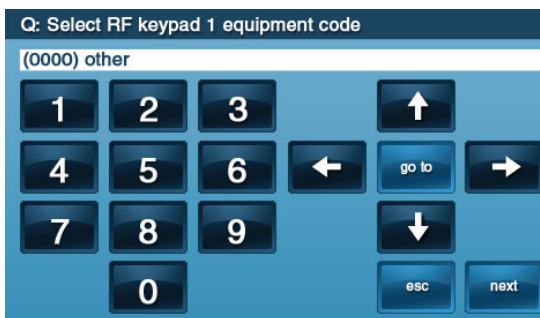 Q: Select RF keypad 1 equipment code
(0000) other
1 2 3
4 5 6 go to
7 8 9
0 esc next